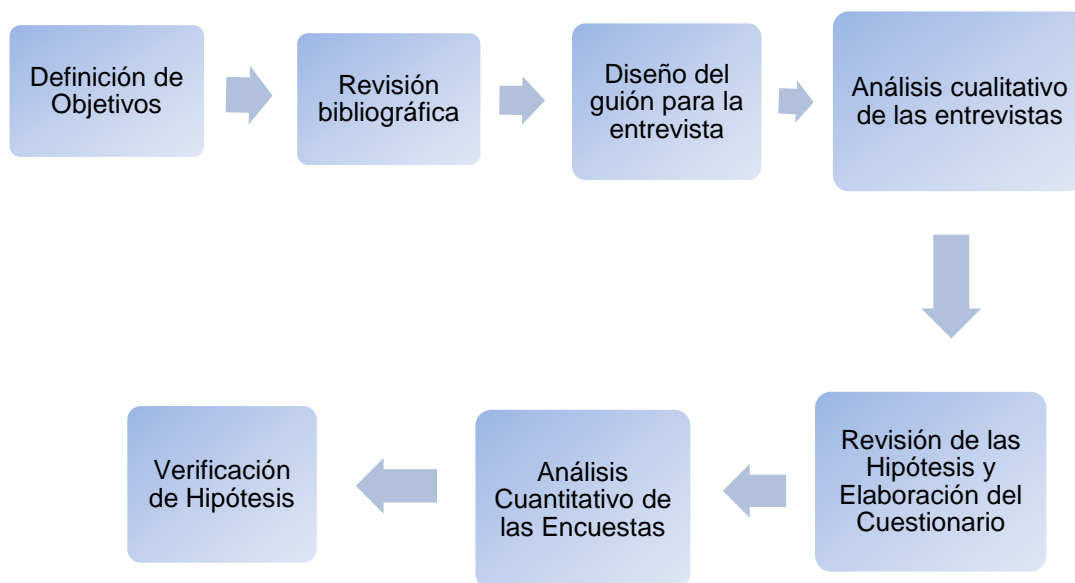 Definición de
Objetivos
Revisión
bibliográfica
Diseño del
guión para la
entrevista
Análisis cualitativo
de las entrevistas
Revisión de las
Hipótesis y
Elaboración del
Cuestionario
Análisis
Cuantitativo de
las Encuestas
Verificación
de Hipótesis